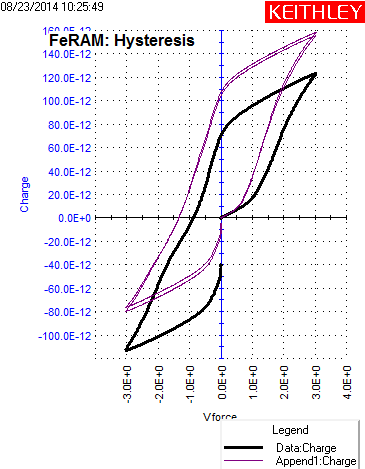 08/23/2014 10:25:49
KEITHLEY
FeRAM: Hysteresis
160.0E-12
140.0E-12
120.0E-12
100.0E-12
80.0E-12
60.0E-12
40.0E-12
20.0E-12
0.0E+0
-20.0E-12
-40.0E-12
-60.0E-12
-80.0E-12
-100.0E-12
Charge
-3.0E+0
-2.0E+0
-1.0E+0
0.0E+0
1.0E+0
2.0E+0
3.0E+0
4.0E+0
Vforce
Legend
Data:Charge
Append1:Charge